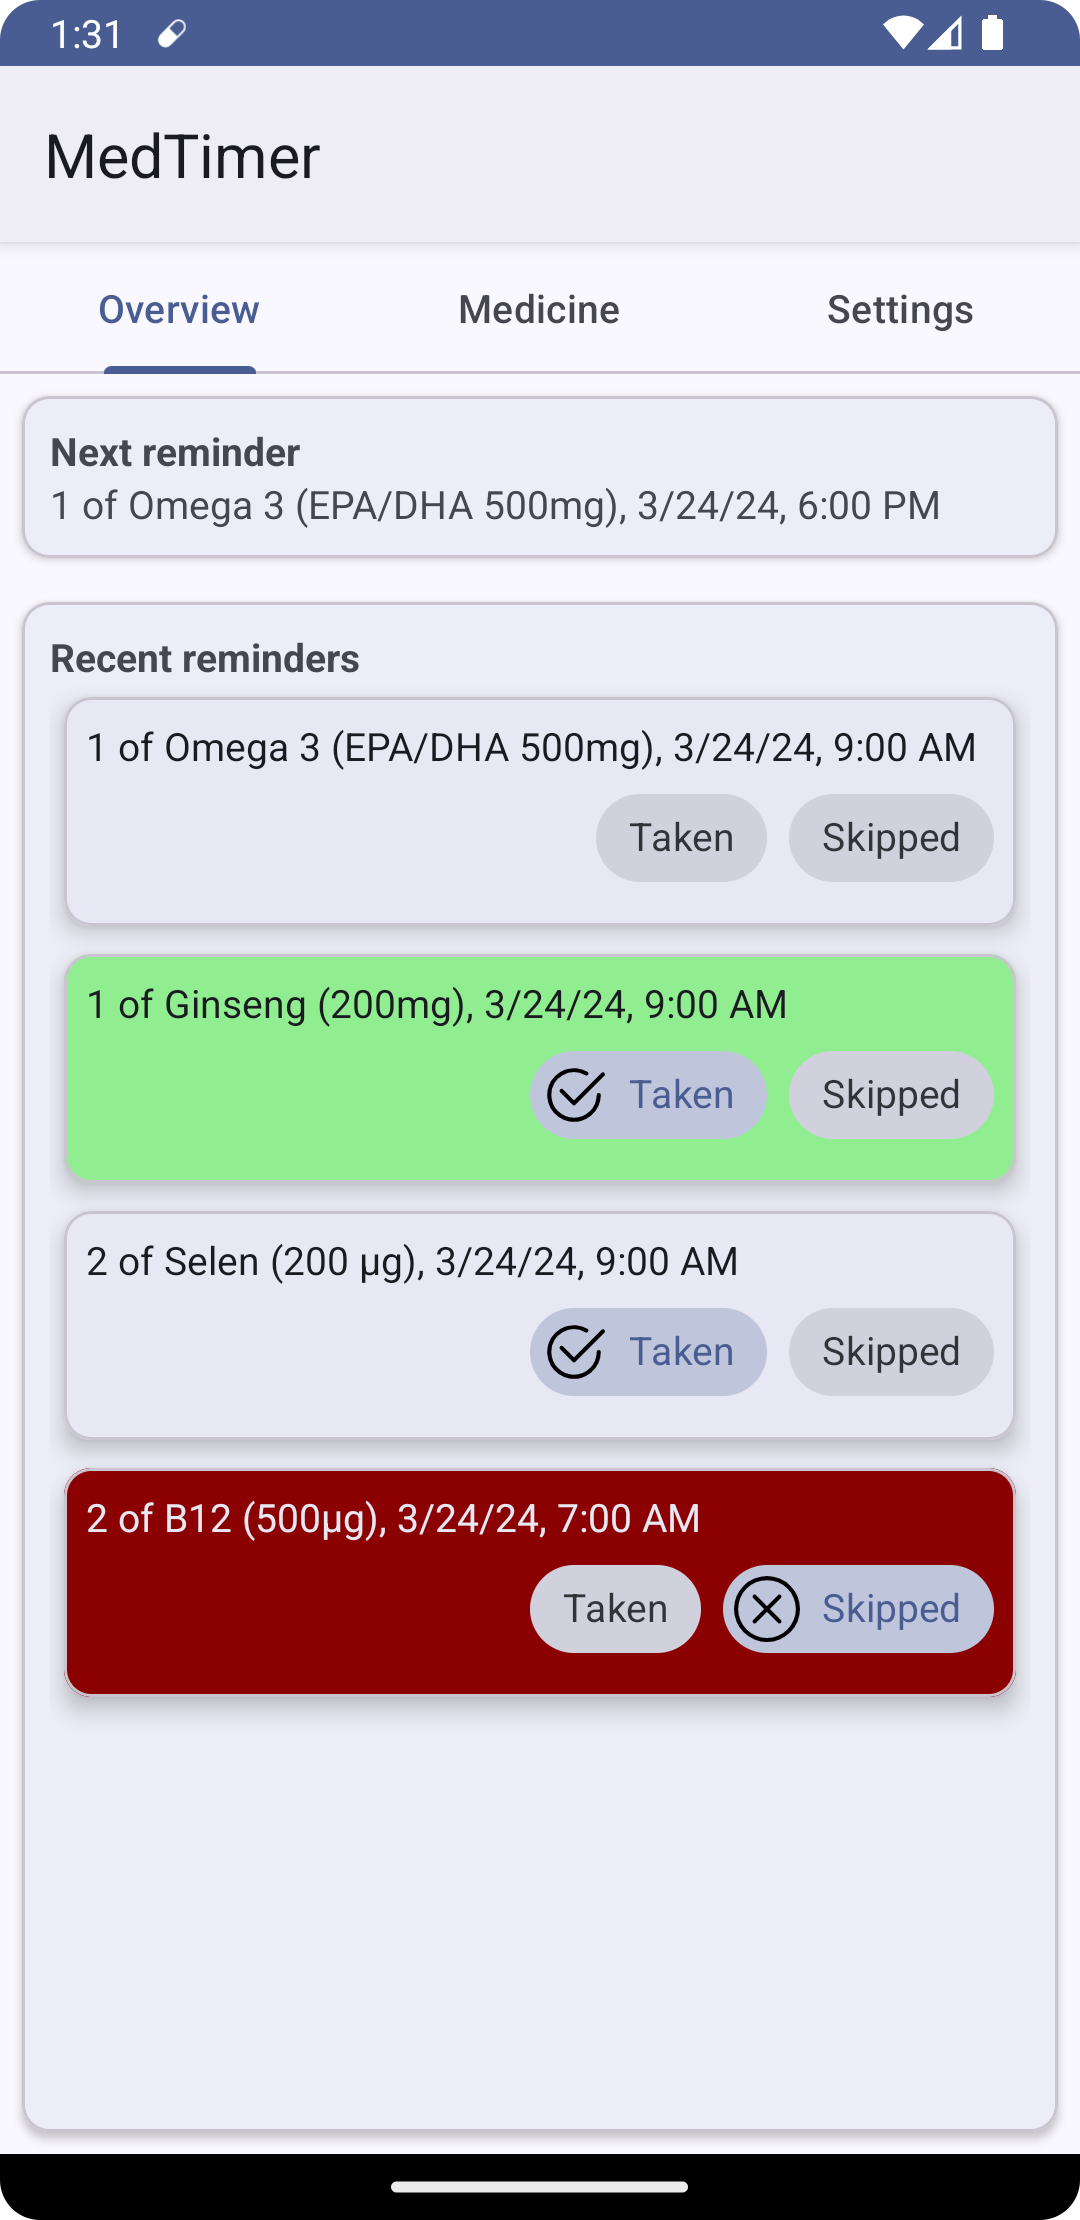 1:31
MedTimer
Overview Medicine Settings
Next reminder
1 of Omega 3 (EPA/DHA 500mg), 3/24/24, 6:00 PM
Recent reminders
1 of Omega 3 (EPA/DHA 500mg), 3/24/24, 9:00 AM
Taken Skipped
1 of Ginseng (200mg), 3/24/24, 9:00 AM
Taken Skipped
2 of Selen (200 µg), 3/24/24, 9:00 AM
Taken Skipped
2 of B12 (500µg), 3/24/24, 7:00 AM
Taken Skipped